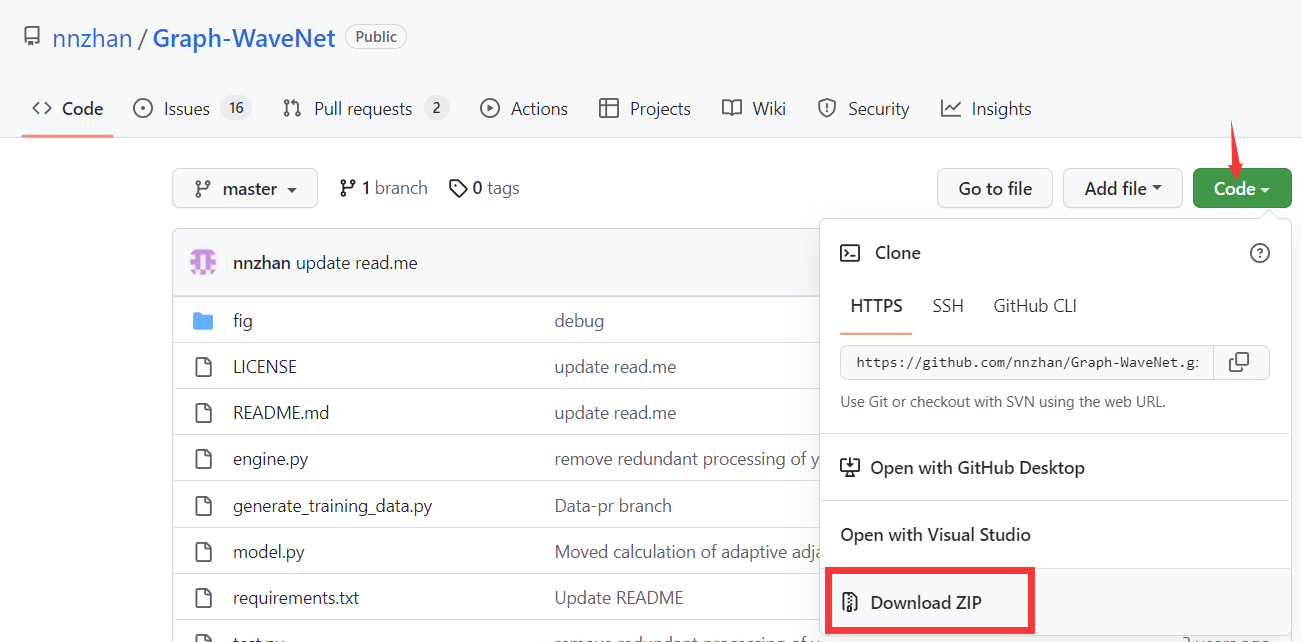 nnzhan / Graph-WaveNet Public
Code Issues 16 Pull requests 2 Actions Projects Wiki Security Insights
master 1 branch 0 tags Go to file Add file Code
nnzhan update read.me
fig debug
LICENSE update read.me
README.md update read.me
engine.py remove redundant processing of y
generate_training_data.py Data-pr branch
model.py Moved calculation of adaptive adja
requirements.txt Update README
Clone
HTTPS SSH GitHub CLI
https://github.com/nnzhan/Graph-WaveNet.gi
Use Git or checkout with SVN using the web URL.
Open with GitHub Desktop
Open with Visual Studio
Download ZIP